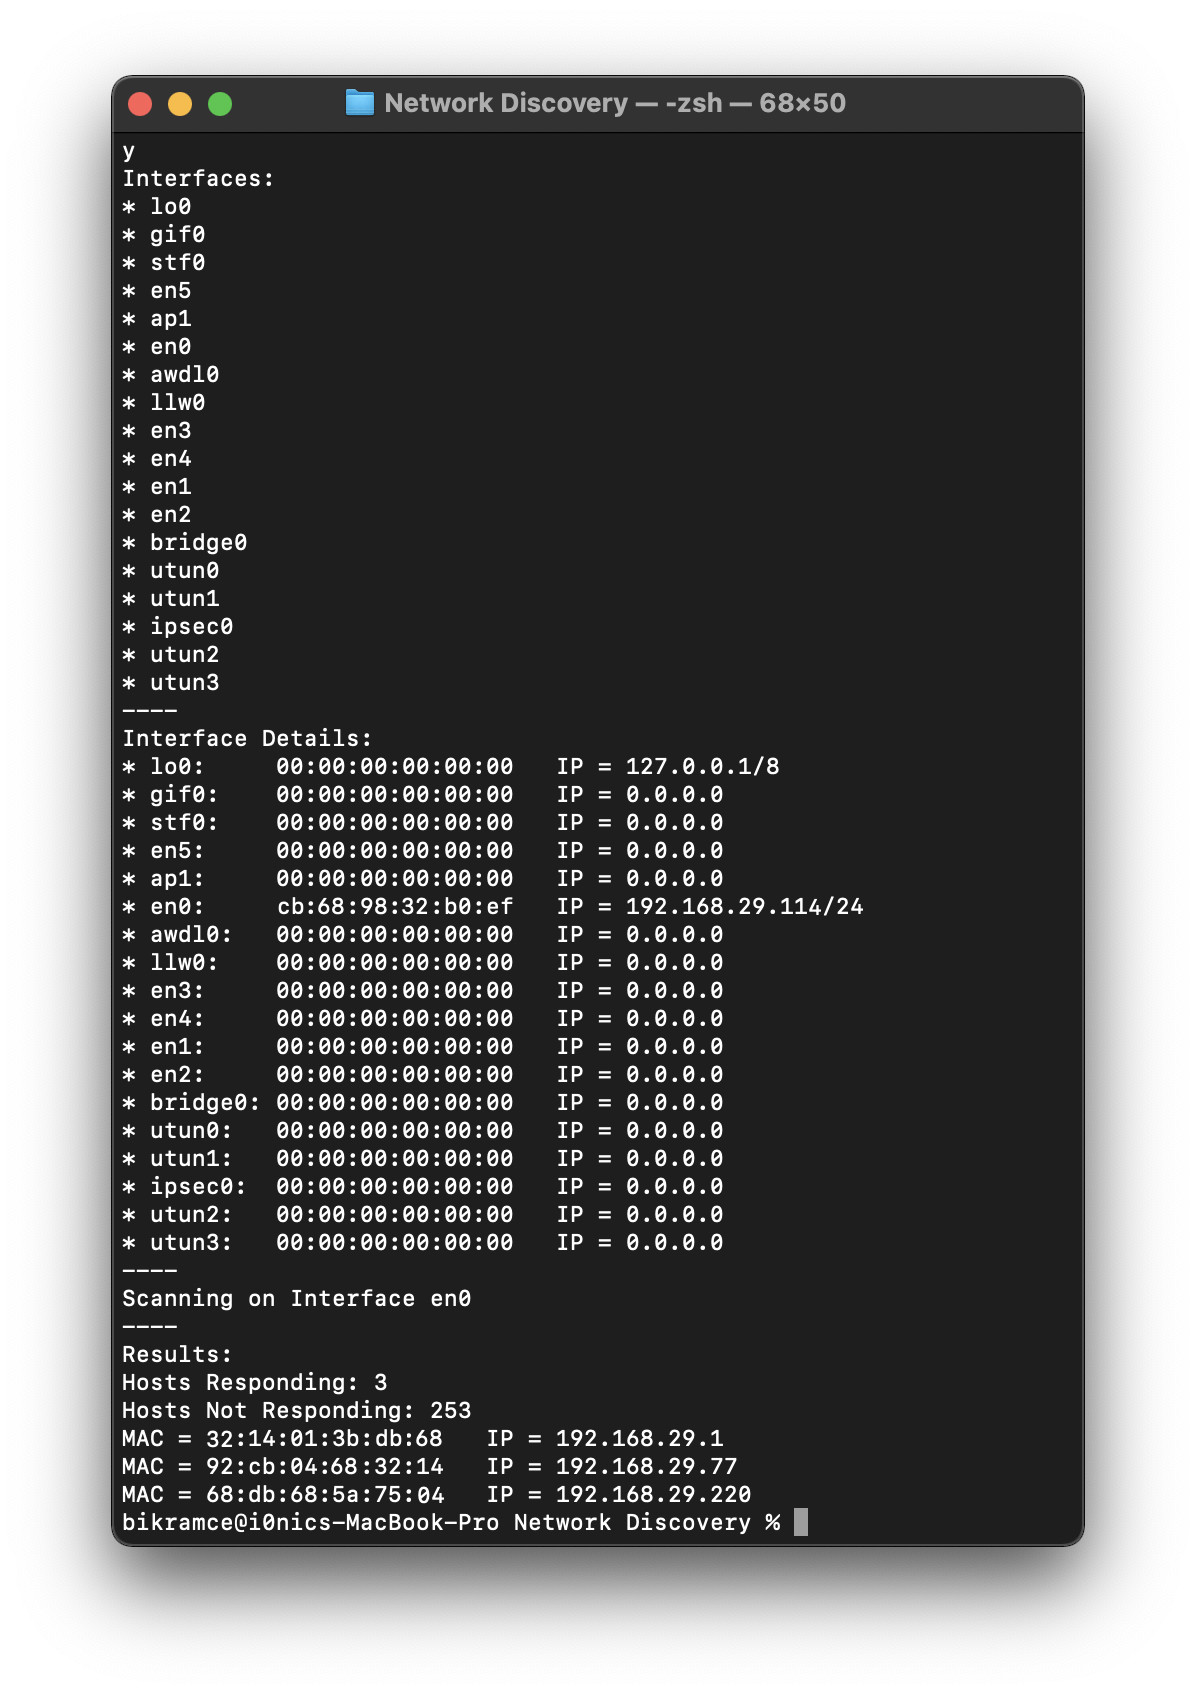 Network Discovery — -zsh — 68×50
y
Interfaces:
* lo0
* gif0
* stf0
* en5
* ap1
* en0
* awdl0
* llw0
* en3
* en4
* en1
* en2
* bridge0
* utun0
* utun1
* ipsec0
* utun2
* utun3
----
Interface Details:
* lo0:     00:00:00:00:00:00   IP = 127.0.0.1/8
* gif0:    00:00:00:00:00:00   IP = 0.0.0.0
* stf0:    00:00:00:00:00:00   IP = 0.0.0.0
* en5:     00:00:00:00:00:00   IP = 0.0.0.0
* ap1:     00:00:00:00:00:00   IP = 0.0.0.0
* en0:     cb:68:98:32:b0:ef   IP = 192.168.29.114/24
* awdl0:   00:00:00:00:00:00   IP = 0.0.0.0
* llw0:    00:00:00:00:00:00   IP = 0.0.0.0
* en3:     00:00:00:00:00:00   IP = 0.0.0.0
* en4:     00:00:00:00:00:00   IP = 0.0.0.0
* en1:     00:00:00:00:00:00   IP = 0.0.0.0
* en2:     00:00:00:00:00:00   IP = 0.0.0.0
* bridge0: 00:00:00:00:00:00   IP = 0.0.0.0
* utun0:   00:00:00:00:00:00   IP = 0.0.0.0
* utun1:   00:00:00:00:00:00   IP = 0.0.0.0
* ipsec0:  00:00:00:00:00:00   IP = 0.0.0.0
* utun2:   00:00:00:00:00:00   IP = 0.0.0.0
* utun3:   00:00:00:00:00:00   IP = 0.0.0.0
----
Scanning on Interface en0
----
Results:
Hosts Responding: 3
Hosts Not Responding: 253
MAC = 32:14:01:3b:db:68   IP = 192.168.29.1
MAC = 92:cb:04:68:32:14   IP = 192.168.29.77
MAC = 68:db:68:5a:75:04   IP = 192.168.29.220
bikramce@i0nics-MacBook-Pro Network Discovery %